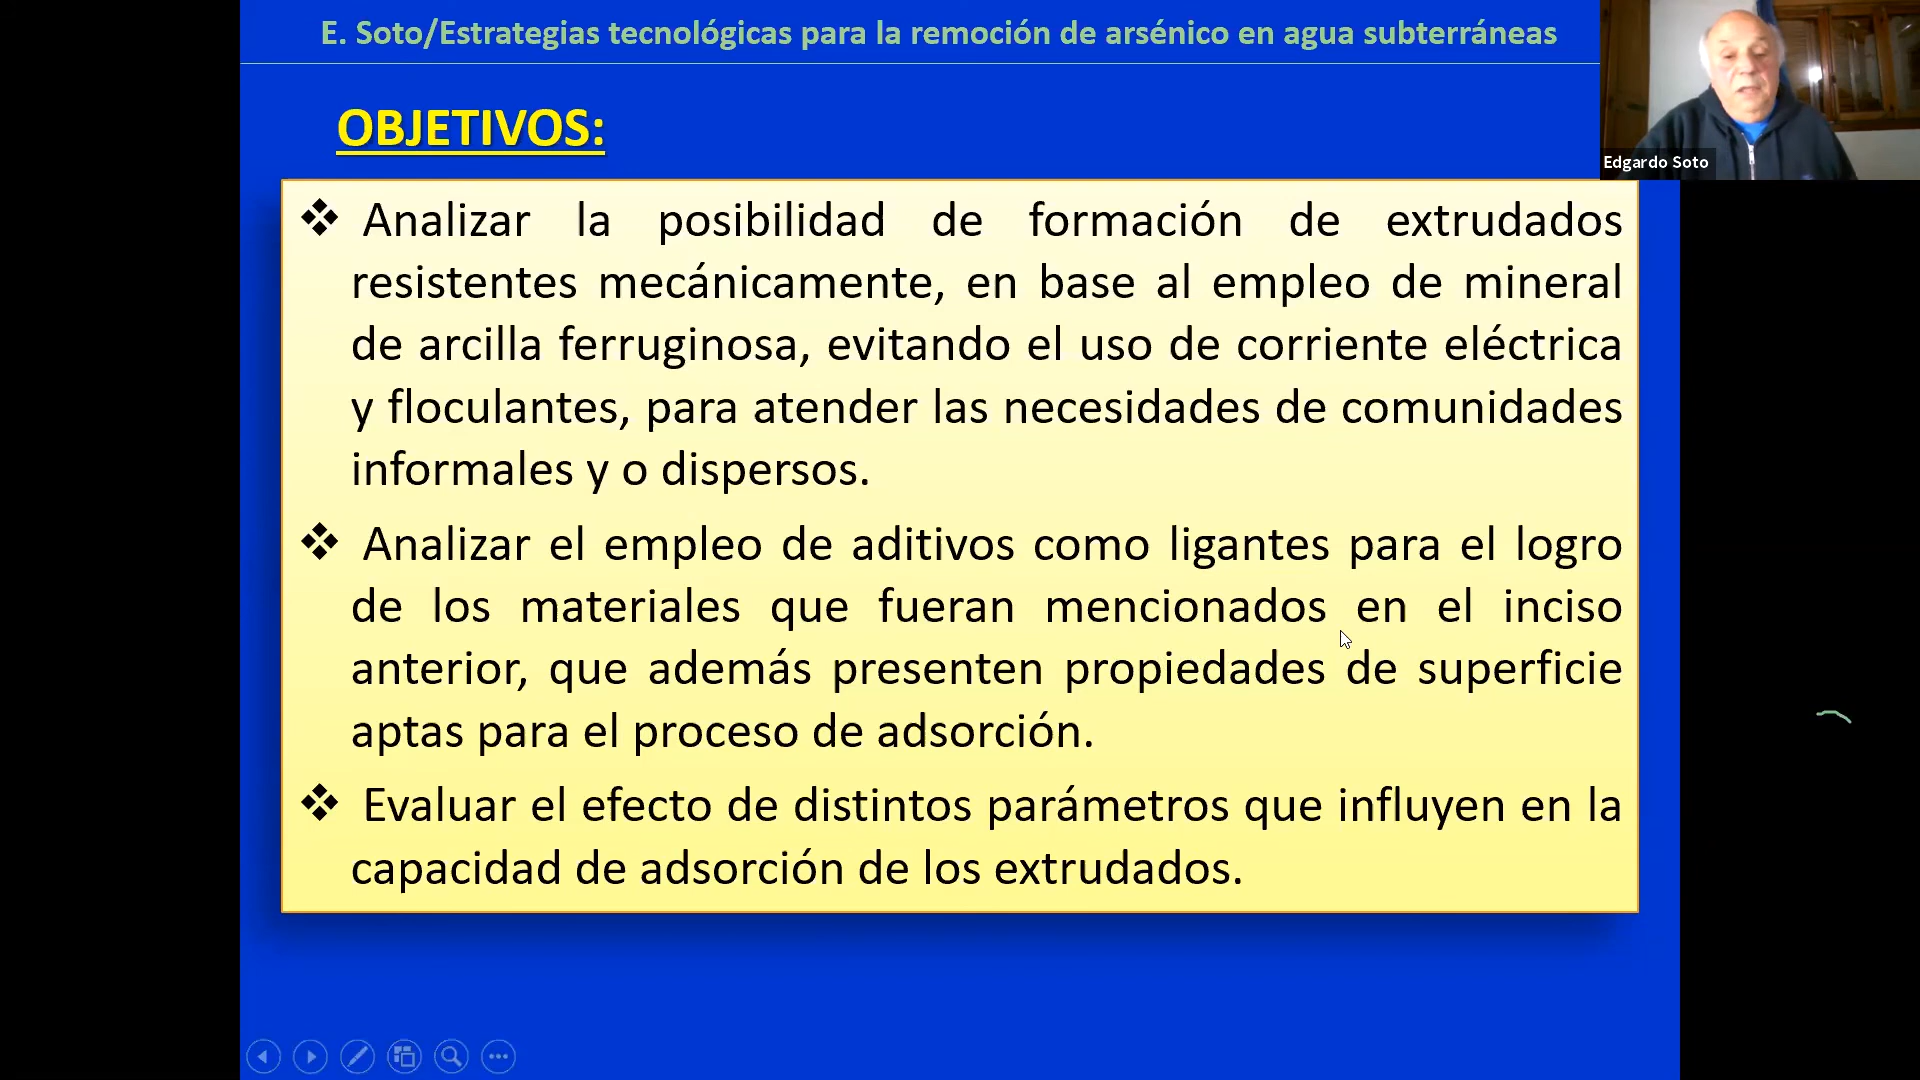 E. Soto/Estrategias tecnológicas para la remoción de arsénico en agua subterráneas
Edgardo Soto
OBJETIVOS:
❖ Analizar la posibilidad de formación de extrudados
resistentes mecánicamente, en base al empleo de mineral
de arcilla ferruginosa, evitando el uso de corriente eléctrica
y floculantes, para atender las necesidades de comunidades
informales y o dispersos.
❖ Analizar el empleo de aditivos como ligantes para el logro
de los materiales que fueran mencionados en el inciso
anterior, que además presenten propiedades de superficie
aptas para el proceso de adsorción.
❖ Evaluar el efecto de distintos parámetros que influyen en la
capacidad de adsorción de los extrudados.